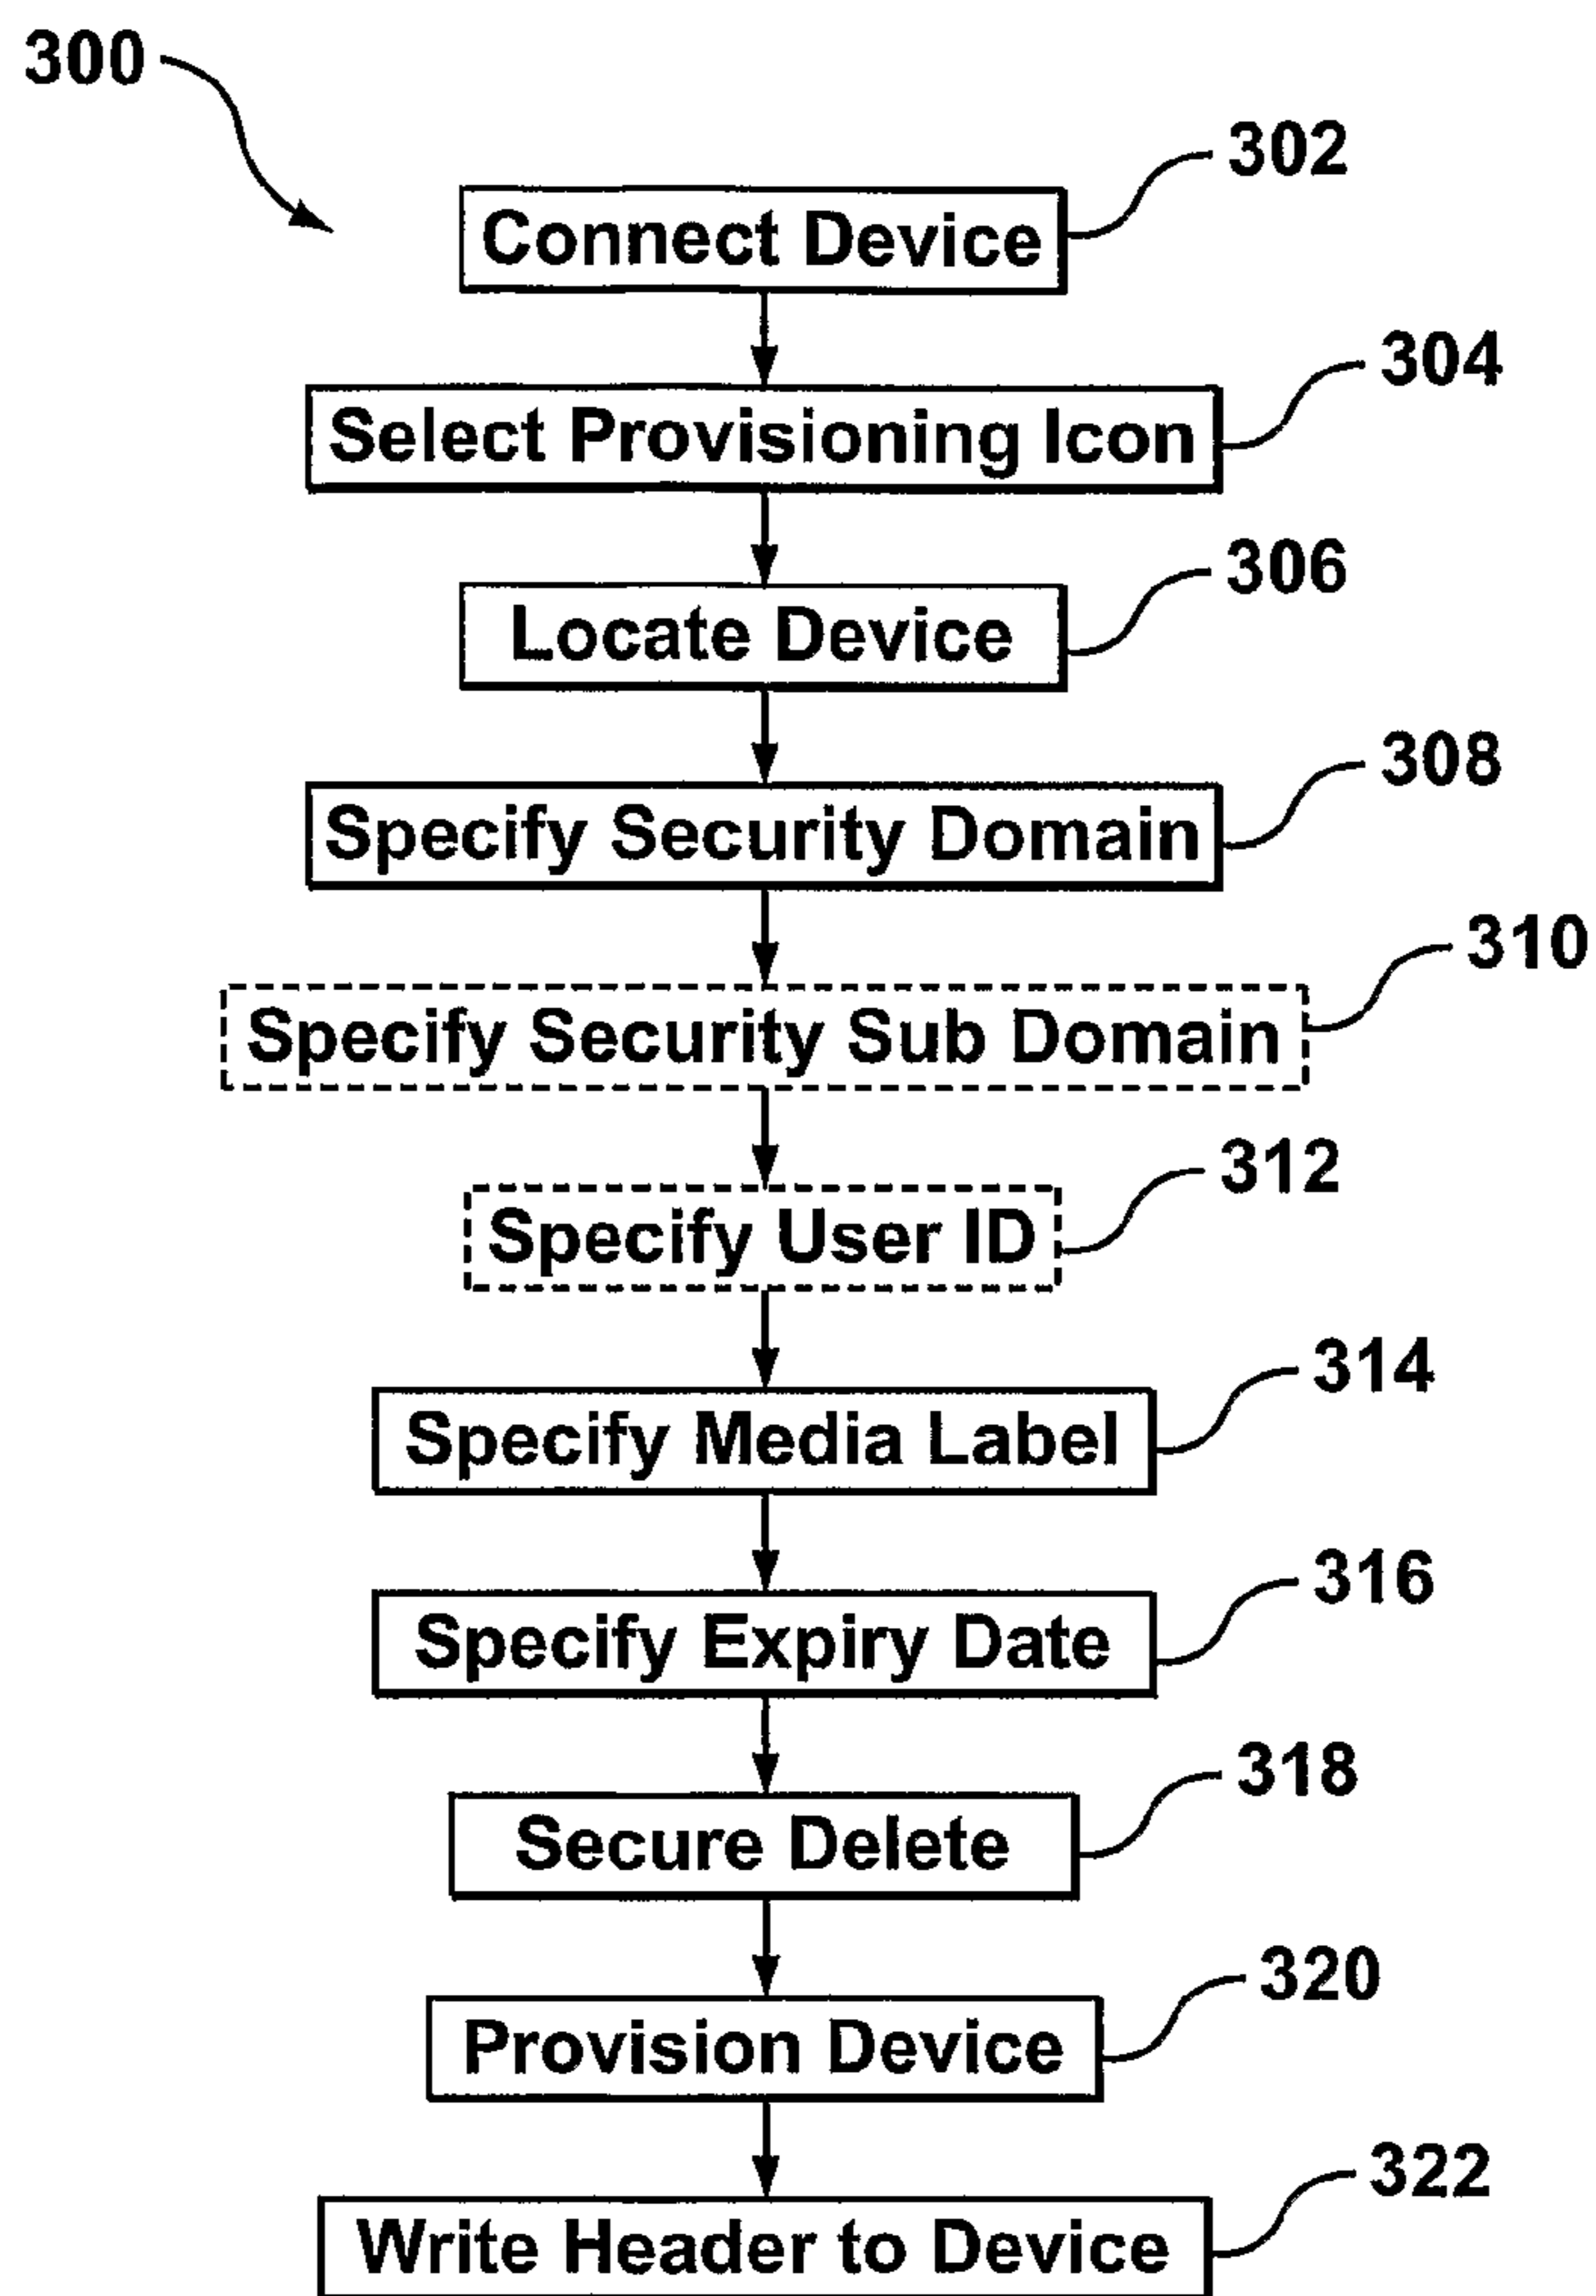 300
302
Connect Device
304
Select Provisioning Icon
306
Locate Device
308
Specify Security Domain
310
Specify Security Sub Domain
312
Specify User ID
314
Specify Media Label
316
Specify Expiry Date
318
Secure Delete
320
Provision Device
322
Write Header to Device